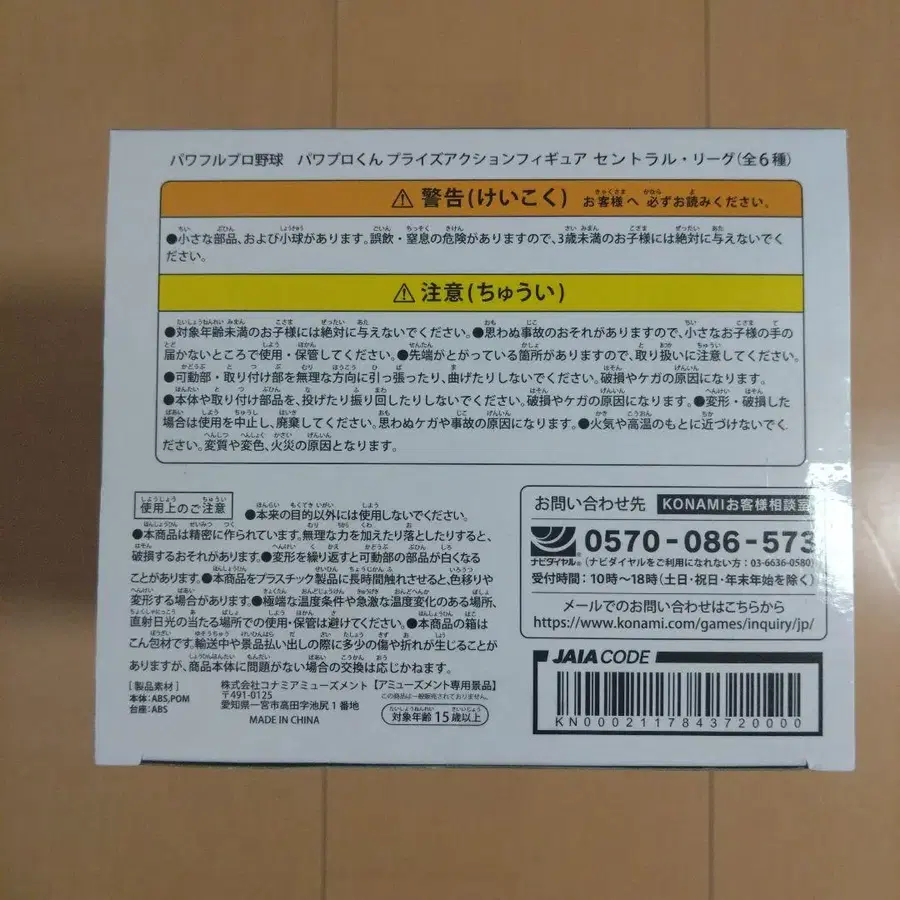 パワフルプロ野球 パワプロくん プライズアクションフィギュア セントラル・リーグ(全6種)
⚠ 警告(けいこく) お客様へ 必ずお読みください。
●小さな部品、および小球があります。誤飲・窒息の危険がありますので、3歳未満のお子様には絶対に与えないでく
ださい。
⚠ 注意(ちゅうい)
●対象年齢未満のお子様には絶対に与えないでください。●思わぬ事故のおそれがありますので、小さなお子様の手の
届かないところで使用・保管してください。●先端がとがっている箇所がありますので、取り扱いに注意してください。
●可動部・取り付け部を無理な方向に引っ張ったり、曲げたりしないでください。破損やケガの原因になります。
●本体や取り付け部品を、投げたり振り回したりしないでください。破損やケガの原因になります。●変形・破損した
場合は使用を中止し、廃棄してください。思わぬケガや事故の原因になります。●火気や高温のもとに近づけないでく
ださい。変質や変色、火災の原因となります。
使用上のご注意 ●本来の目的以外には使用しないでください。
●本商品は精密に作られています。無理な力を加えたり落としたりすると、
破損するおそれがあります。●変形を繰り返すと可動部の部品が白くなる
ことがあります。●本商品をプラスチック製品に長時間触れさせると、色移りや
変形する場合があります。●極端な温度条件や急激な温度変化のある場所、
直射日光の当たる場所での使用・保管は避けてください。●本商品の箱は
こん包材です。輸送中や景品払い出しの際に多少の傷や折れが生じることが
ありますが、商品本体に問題がない場合の交換は応じかねます。
[製品素材]
本体:ABS,POM
台座:ABS
株式会社コナミアミューズメント
〒491-0125
愛知県一宮市高田字池尻1番地
MADE IN CHINA
【アミューズメント専用景品】
この商品は一般販売されておりません。
対象年齢15歳以上
お問い合わせ先 KONAMIお客様相談室
ナビダイヤル® 0570-086-573
(ナビダイヤルをご利用になれない方:03-6636-0580)
受付時間:10時〜18時(土日・祝日・年末年始を除く)
メールでのお問い合わせはこちらから
https://www.konami.com/games/inquiry/jp/
JAIA CODE
KN00021178437200000